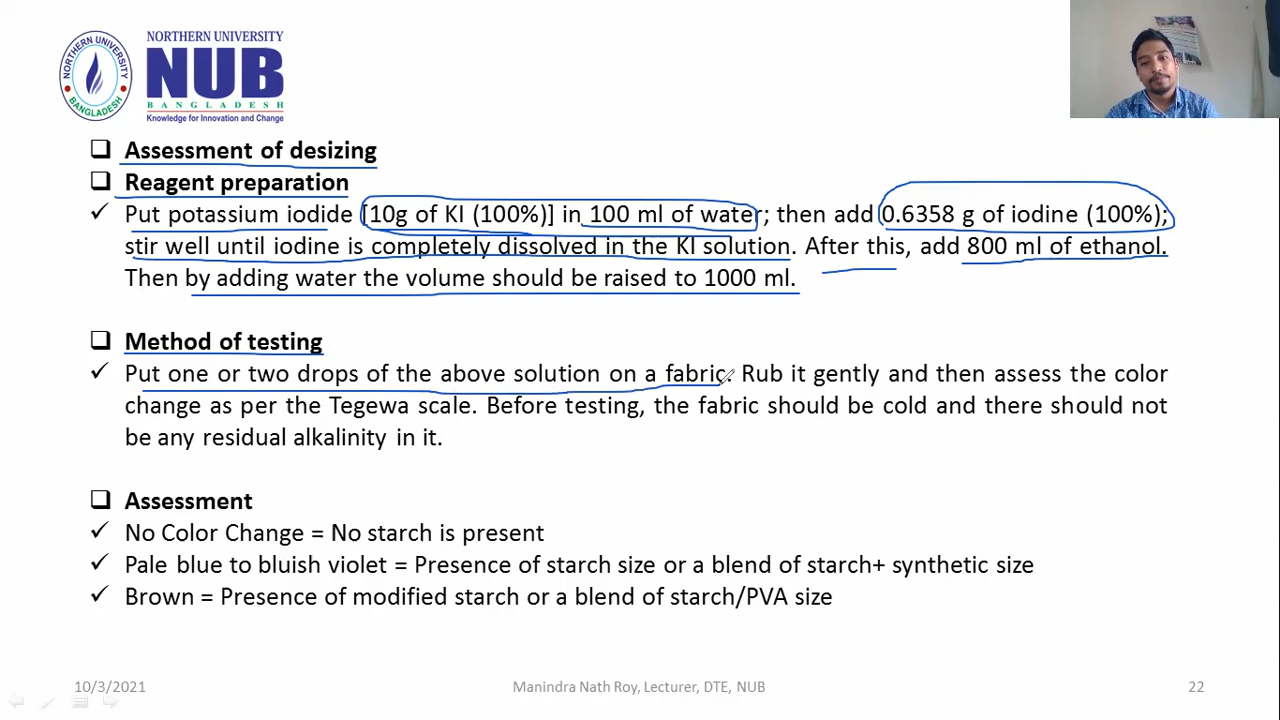 NORTHERN UNIVERSITY
NUB
BANGLADESH
Knowledge for Innovation and Change
NORTHERN UNIVERSITY
BANGLADESH
❑ Assessment of desizing
❑ Reagent preparation
✓ Put potassium iodide [10g of KI (100%)] in 100 ml of water; then add 0.6358 g of iodine (100%);
stir well until iodine is completely dissolved in the KI solution. After this, add 800 ml of ethanol.
Then by adding water the volume should be raised to 1000 ml.
❑ Method of testing
✓ Put one or two drops of the above solution on a fabric. Rub it gently and then assess the color
change as per the Tegewa scale. Before testing, the fabric should be cold and there should not
be any residual alkalinity in it.
❑ Assessment
✓ No Color Change = No starch is present
✓ Pale blue to bluish violet = Presence of starch size or a blend of starch+ synthetic size
✓ Brown = Presence of modified starch or a blend of starch/PVA size
10/3/2021
Manindra Nath Roy, Lecturer, DTE, NUB
22